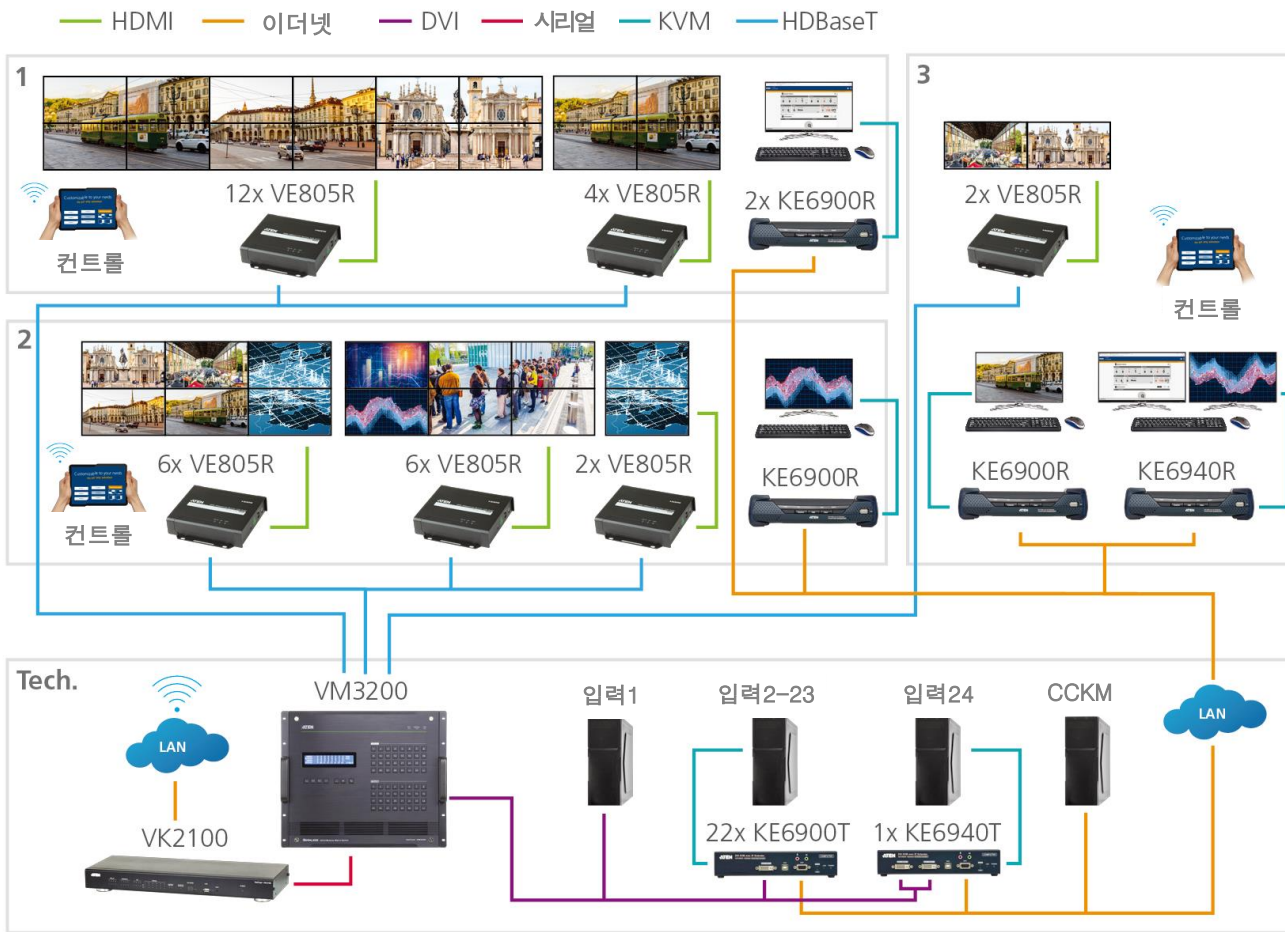 HDMI 이더넷 DVI 시리얼 KVM HDBaseT
1
12x VE805R
4x VE805R
2x KE6900R
컨트롤
2
6x VE805R
6x VE805R
2x VE805R
KE6900R
컨트롤
3
2x VE805R
컨트롤
KE6900R
KE6940R
Tech.
VM3200
입력1
입력2-23
입력24
CCKM
LAN
LAN
VK2100
22x KE6900T
1x KE6940T